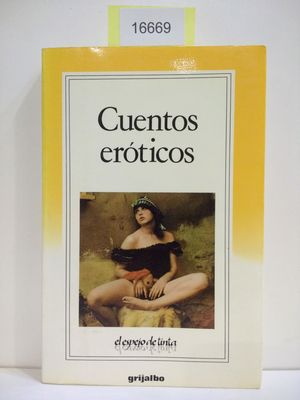 16669
Cuentos
eróticos
el espejo de tinta
grijalbo